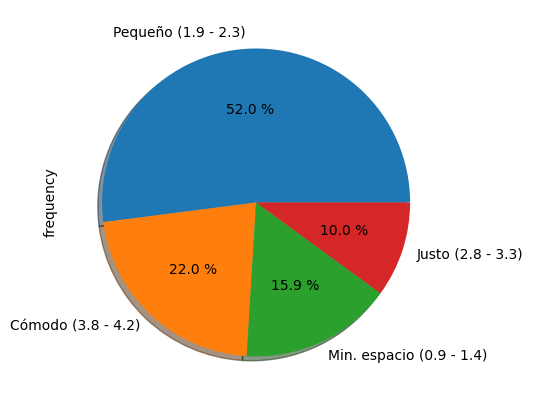 Pequeño (1.9 - 2.3)
52.0 %
frequency
10.0 %
Justo (2.8 - 3.3)
22.0 %
15.9 %
Cómodo (3.8 - 4.2)
Min. espacio (0.9 - 1.4)